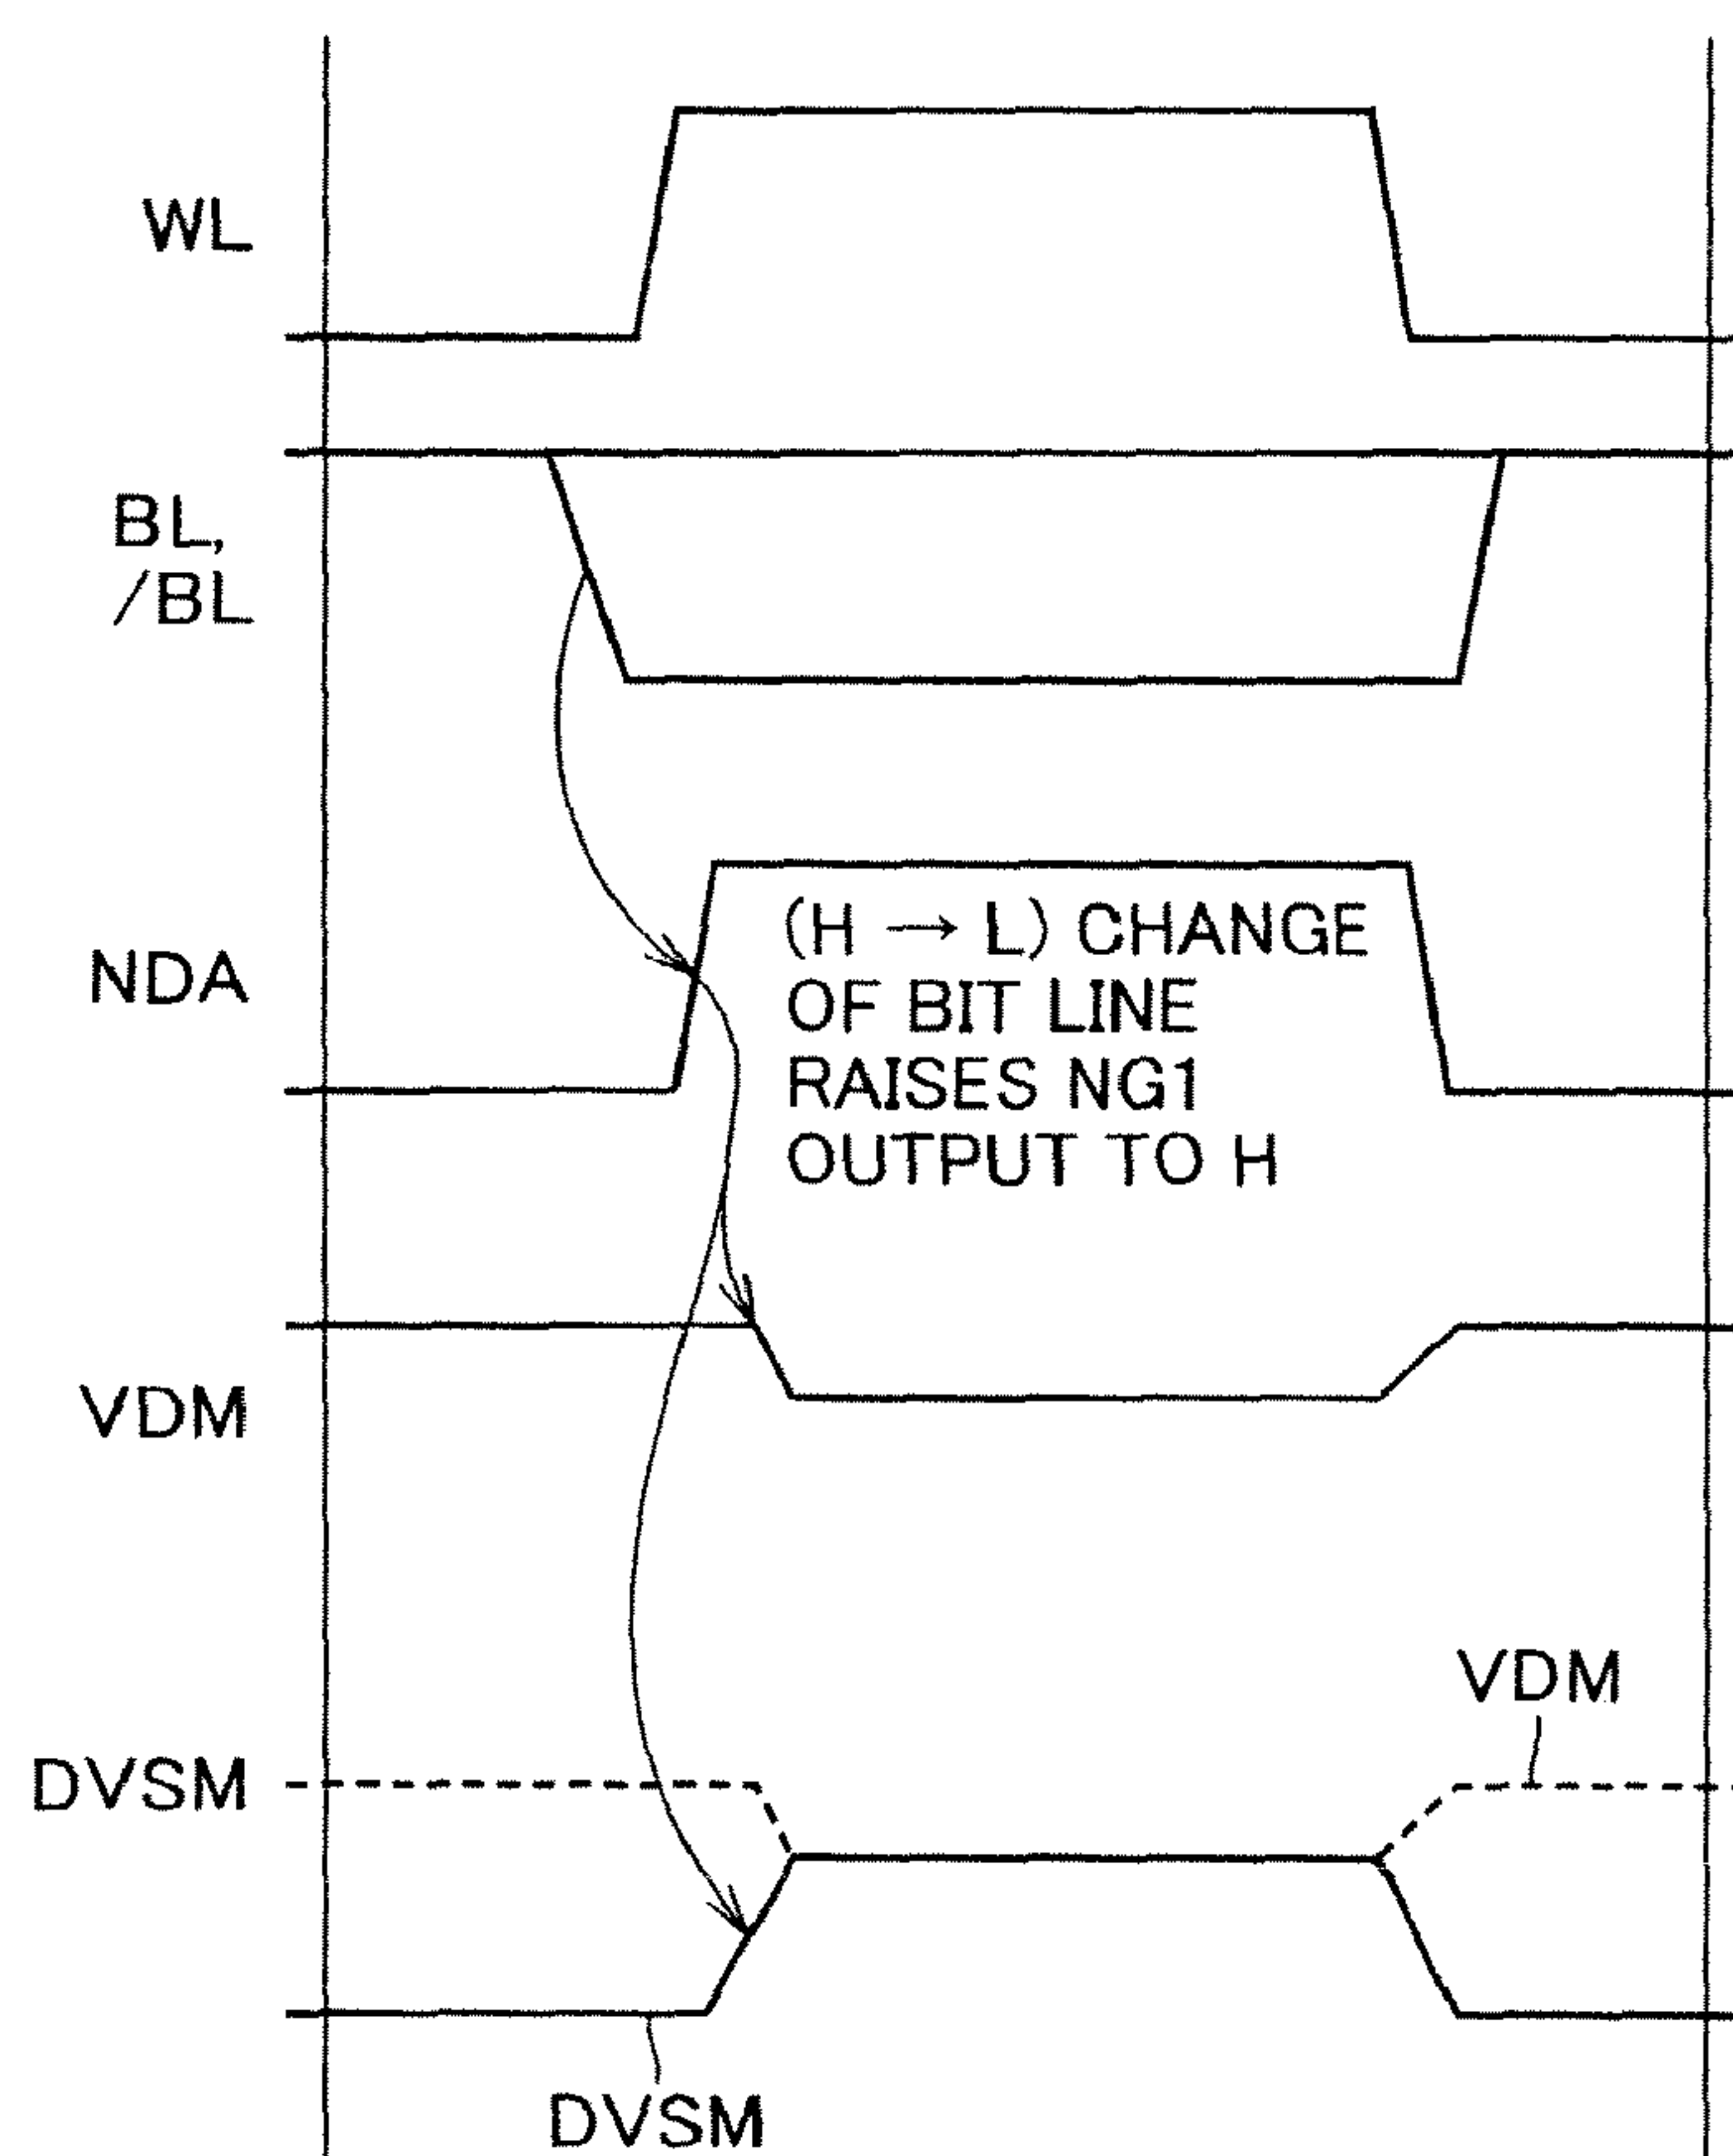 WL
BL,
/BL
NDA
(H → L) CHANGE
OF BIT LINE
RAISES NG1
OUTPUT TO H
VDM
VDM
DVSM
DVSM